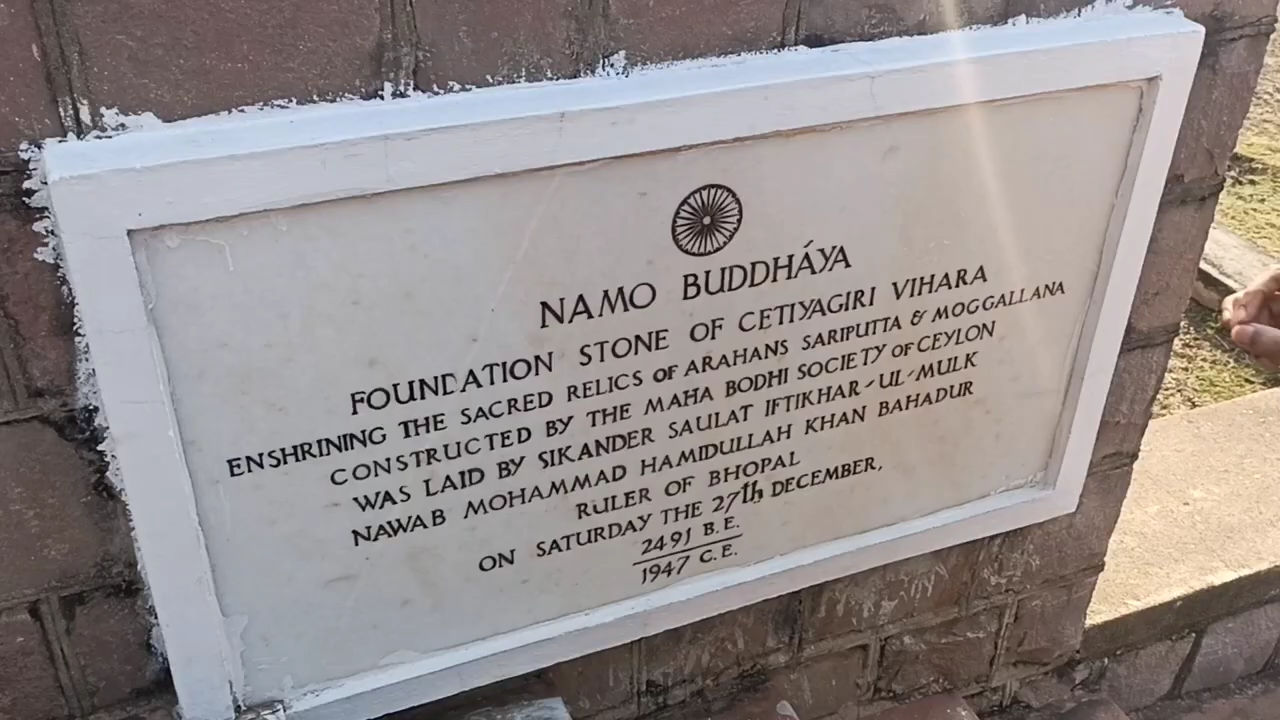 NAMO BUDDHÁYA
FOUNDATION STONE OF CETIYAGIRI VIHARA
ENSHRINING THE SACRED RELICS OF ARAHANS SARIPUTTA & MOGGALLANA
CONSTRUCTED BY THE MAHA BODHI SOCIETY OF CEYLON
WAS LAID BY SIKANDER SAULAT IFTIKHAR-UL-MULK
NAWAB MOHAMMAD HAMIDULLAH KHAN BAHADUR
RULER OF BHOPAL
ON SATURDAY THE 27th DECEMBER,
2491 B.E.
1947 C.E.